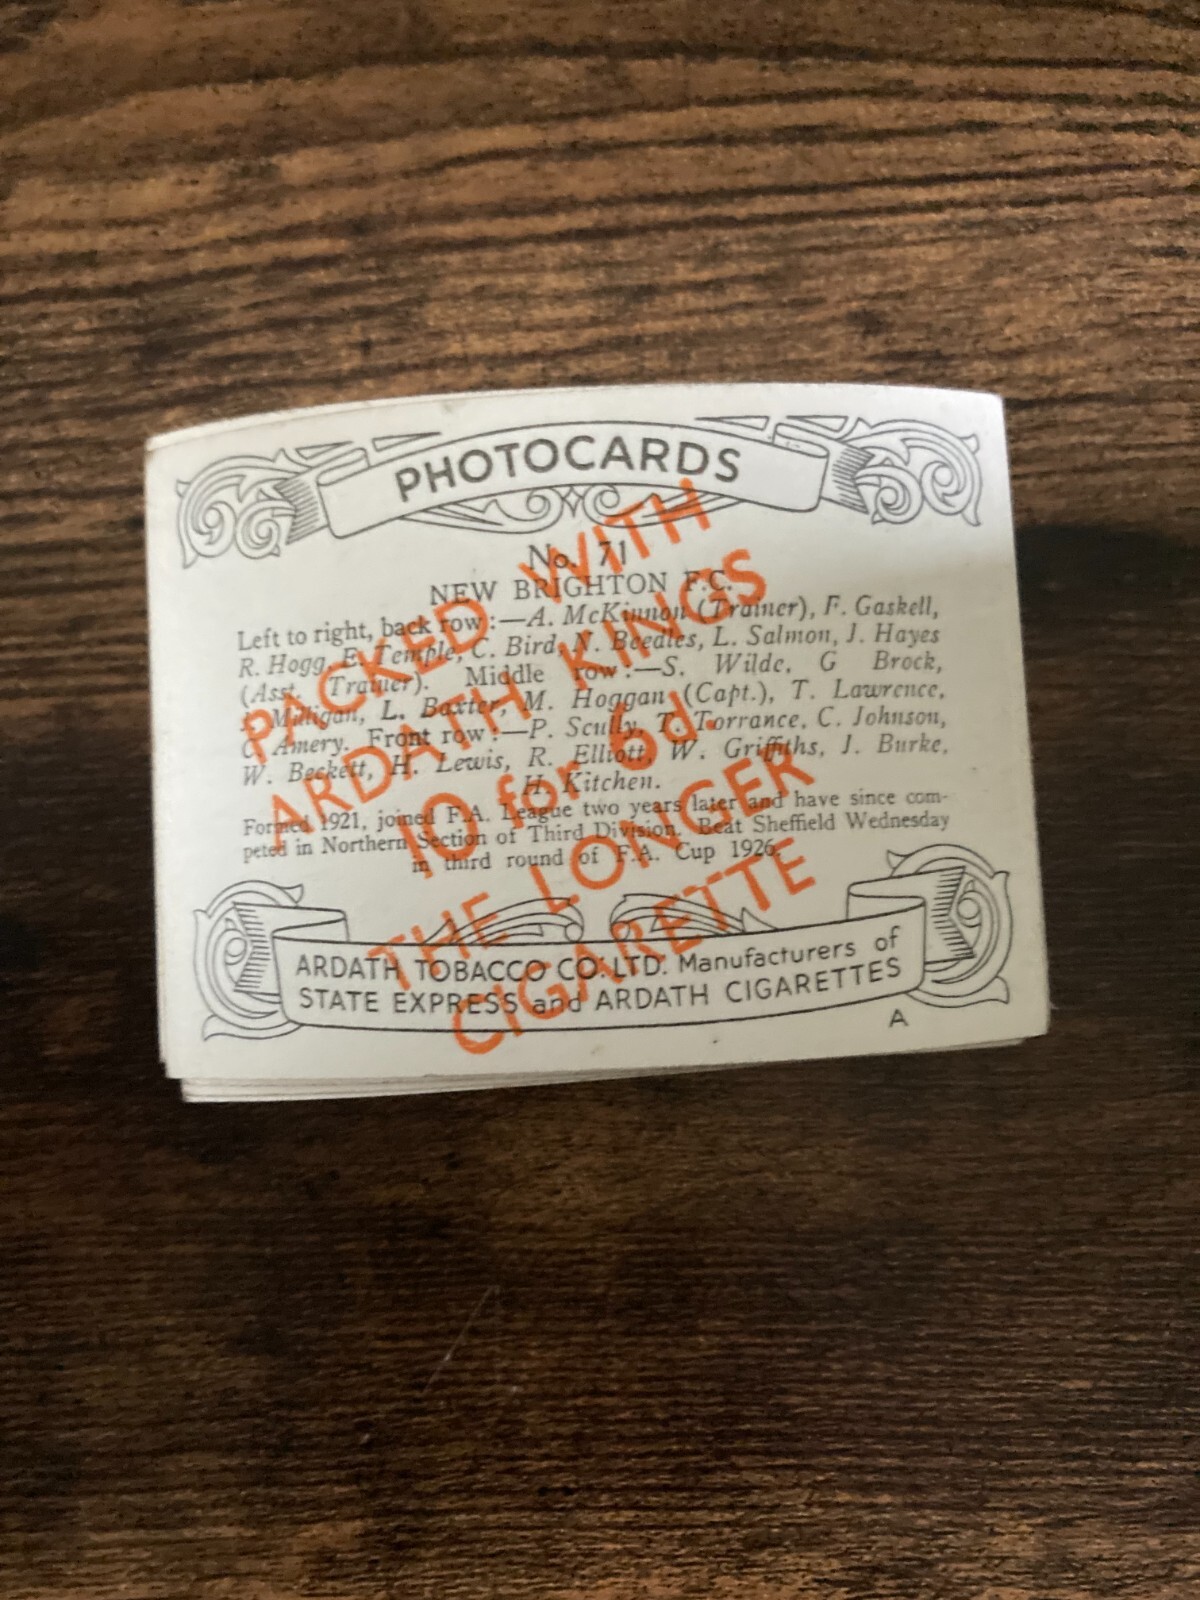 PHOTOCARDS
No. 71
NEW BRIGHTON F.C.
Left to right, back row:—A. McKinnon (Trainer), F. Gaskell,
R. Hogg, E. Temple, C. Bird, N. Beedles, L. Salmon, J. Hayes
(Asst. Trainer). Middle row:—S. Wilde, G Brock,
Milligan, L. Baxter, M. Hoggan (Capt.), T. Lawrence,
C. Amery. Front row:—P. Scully, T. Torrance, C. Johnson,
W. Beckett, H. Lewis, R. Elliott, W. Griffiths, J. Burke,
H. Kitchen.
Formed 1921, joined F.A. League two years later and have since com-
peted in Northern Section of Third Division. Beat Sheffield Wednesday
in third round of F.A. Cup 1926.
ARDATH TOBACCO CO. LTD. Manufacturers of
STATE EXPRESS and ARDATH CIGARETTES
A
PACKED WITH
ARDATH KINGS
10 for 6d.
THE LONGER
CIGARETTE